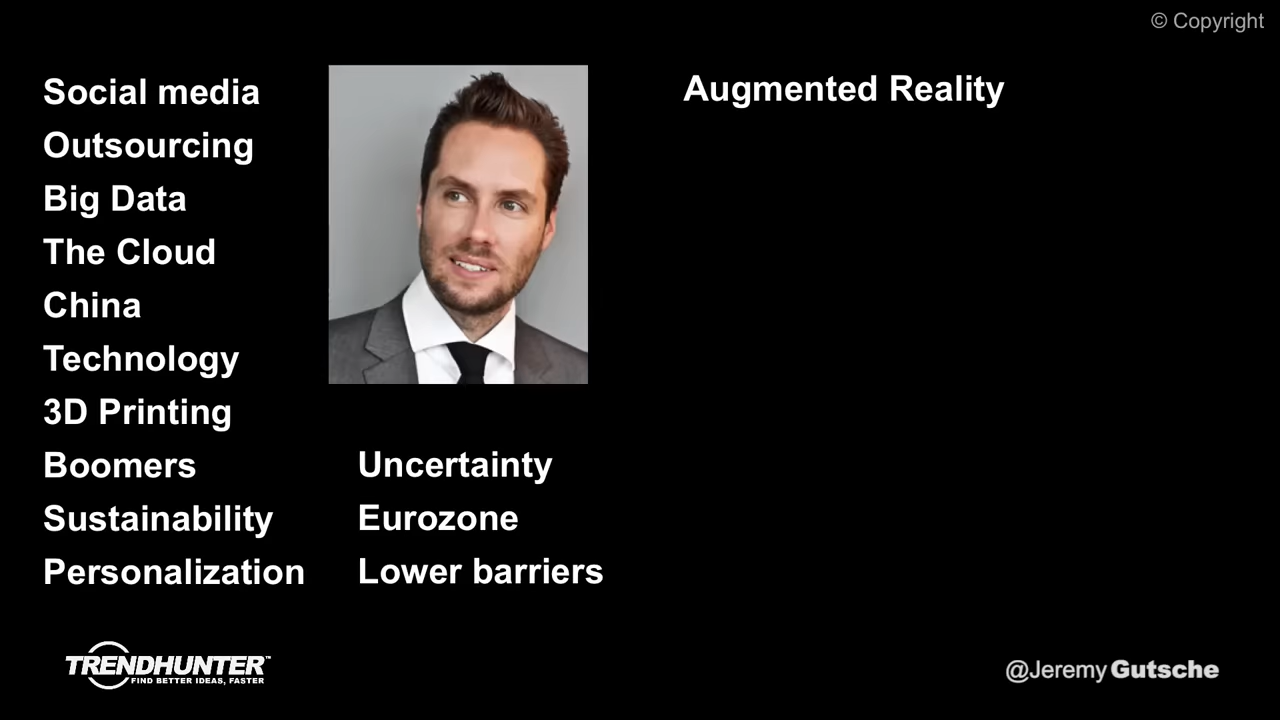 © Copyright
Social media
Outsourcing
Big Data
The Cloud
China
Technology
3D Printing
Boomers
Sustainability
Personalization
Uncertainty
Eurozone
Lower barriers
Augmented Reality
TRENDHUNTER™
FIND BETTER IDEAS, FASTER
@JeremyGutsche